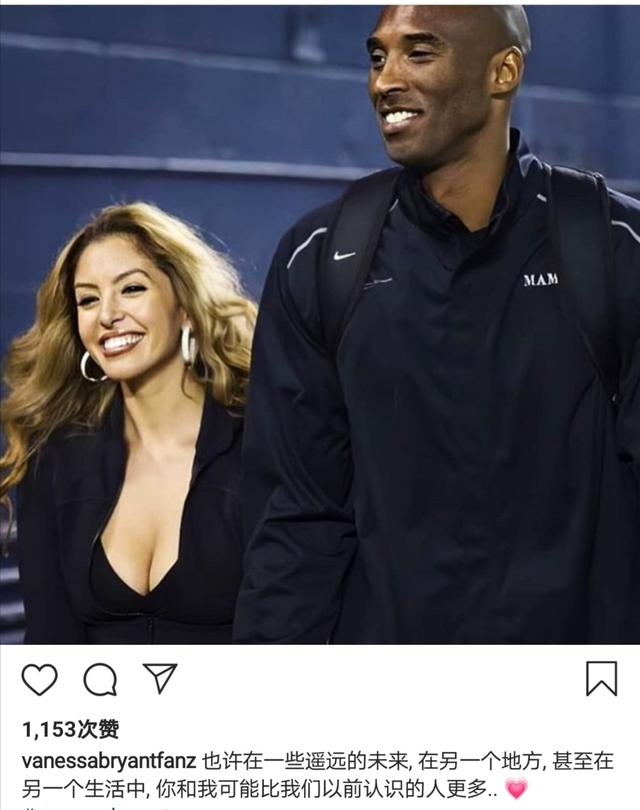 MAM
1,153次赞
vanessabryantfanz 也许在一些遥远的未来, 在另一个地方, 甚至在
另一个生活中, 你和我可能比我们以前认识的人更多..